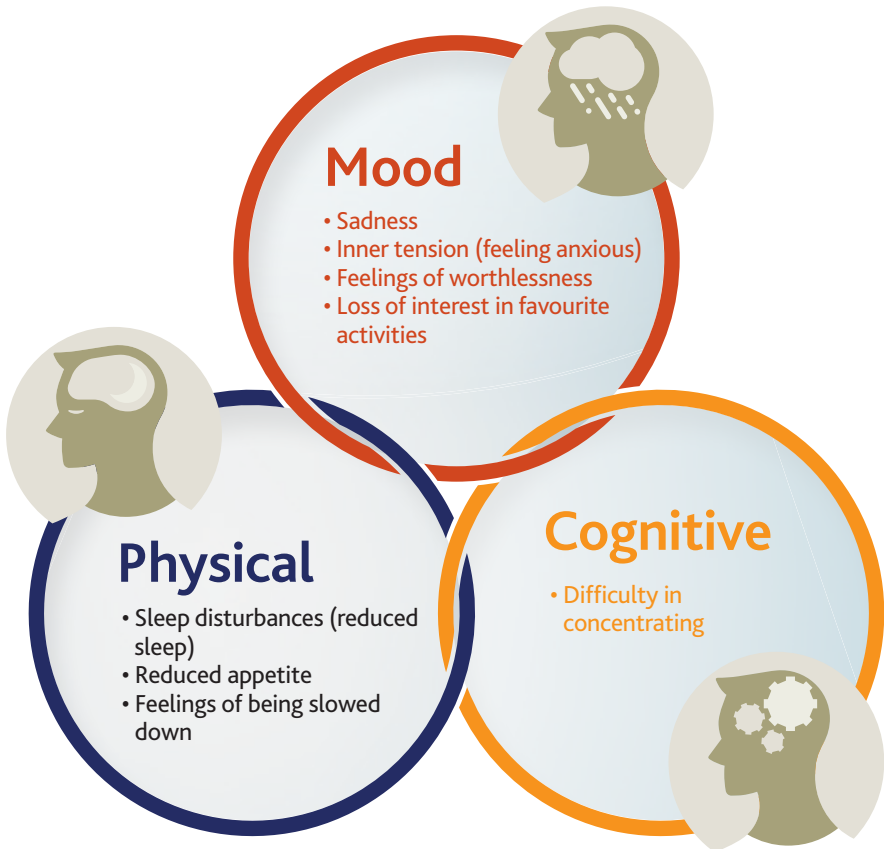 Mood
• Sadness
• Inner tension (feeling anxious)
• Feelings of worthlessness
• Loss of interest in favourite
activities
Physical
• Sleep disturbances (reduced
sleep)
• Reduced appetite
• Feelings of being slowed
down
Cognitive
• Difficulty in
concentrating